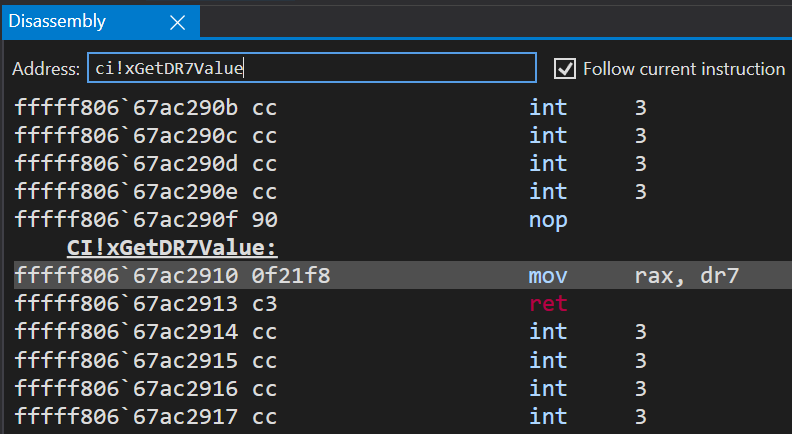 Disassembly
Address: ci!xGetDR7Value Follow current instruction
fffff806`67ac290b cc int 3
fffff806`67ac290c cc int 3
fffff806`67ac290d cc int 3
fffff806`67ac290e cc int 3
fffff806`67ac290f 90 nop
CI!xGetDR7Value:
fffff806`67ac2910 0f21f8 mov rax, dr7
fffff806`67ac2913 c3 ret
fffff806`67ac2914 cc int 3
fffff806`67ac2915 cc int 3
fffff806`67ac2916 cc int 3
fffff806`67ac2917 cc int 3